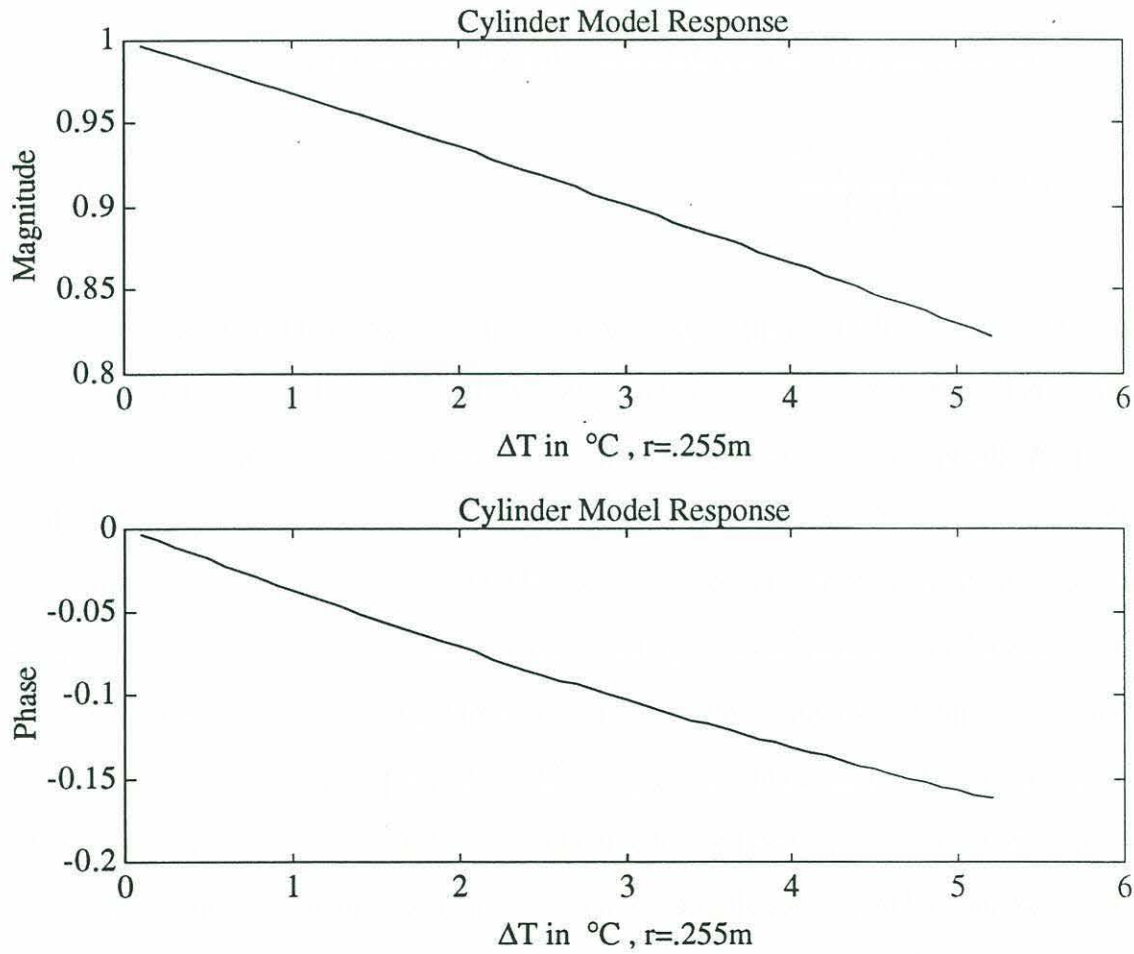 Cylinder Model Response
1
0.95
0.9
0.85
0.8
Magnitude
0 1 2 3 4 5 6
ΔT in °C , r=.255m
Cylinder Model Response
0
-0.05
-0.1
-0.15
-0.2
Phase
0 1 2 3 4 5 6
ΔT in °C , r=.255m